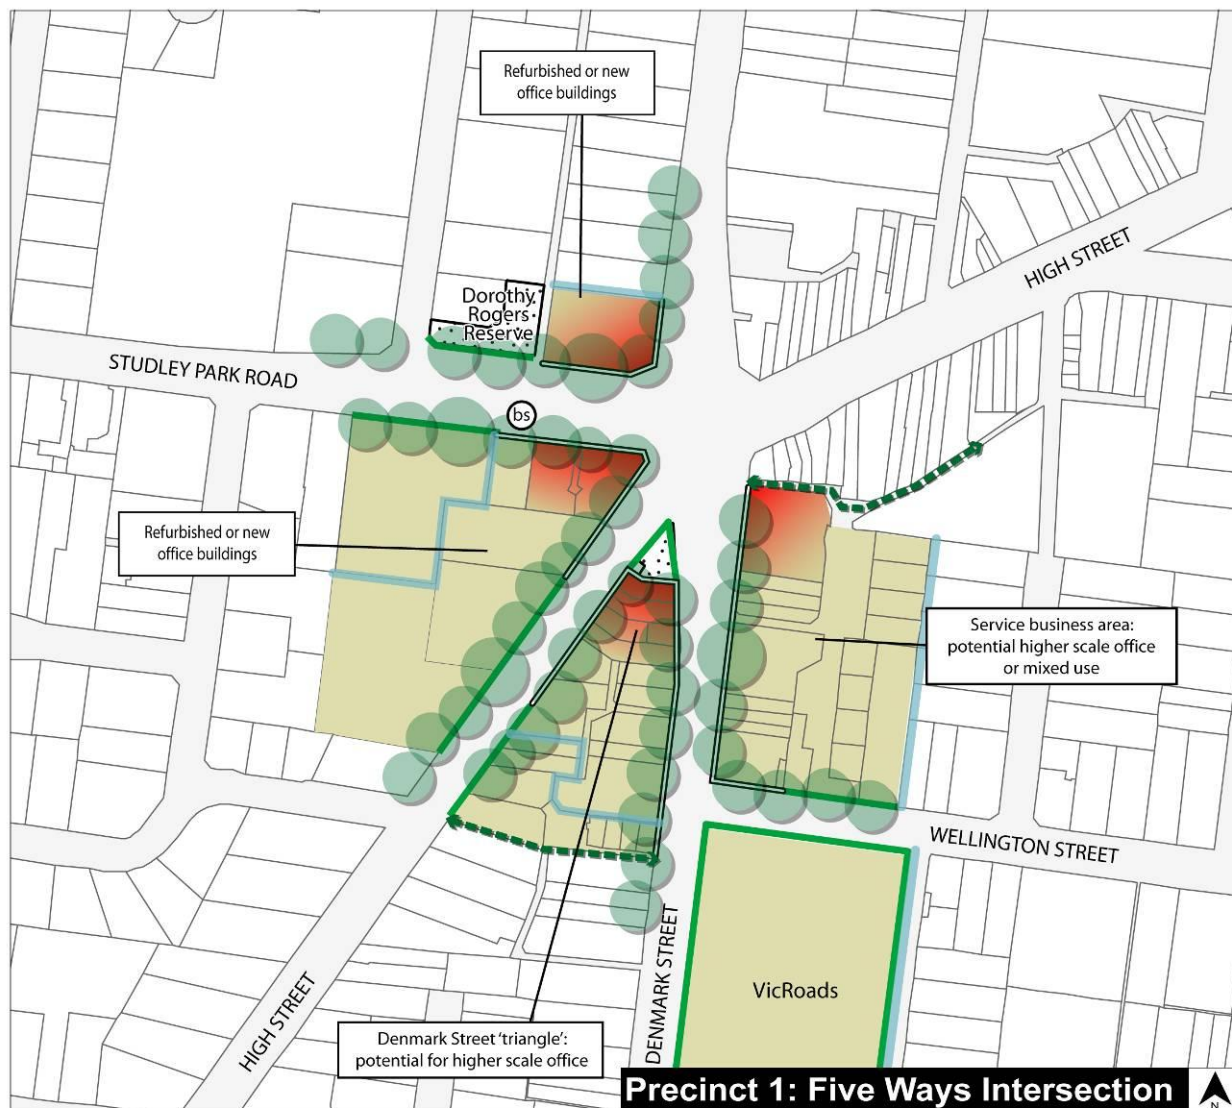 Refurbished or new
office buildings
HIGH STREET
Dorothy
Rogers
Reserve
STUDLEY PARK ROAD
bs
Refurbished or new
office buildings
Service business area:
potential higher scale office
or mixed use
WELLINGTON STREET
VicRoads
DENMARK STREET
HIGH STREET
Denmark Street 'triangle':
potential for higher scale office
Precinct 1: Five Ways Intersection
N